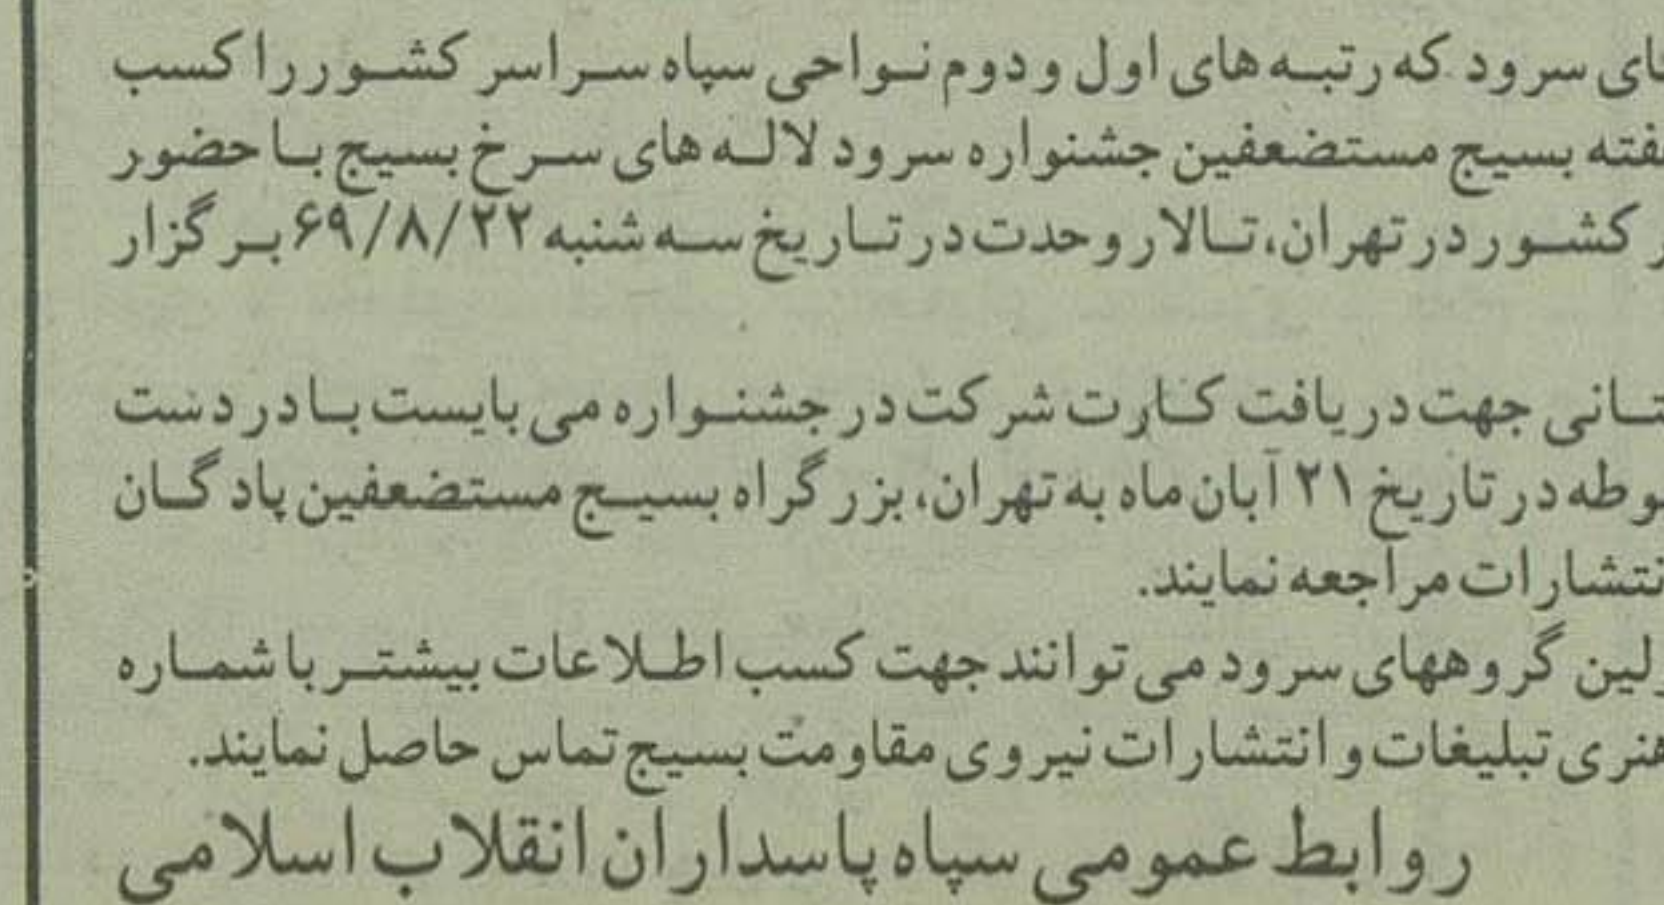 های سرود که رتبه های اول و دوم نواحی سپاه سراسر کشور را کسب
هفته بسیج مستضعفین جشنواره سرود لاله های سرخ بسیج با حضور
ر کشور در تهران، تالار وحدت در تاریخ سه شنبه ۶۹/۸/۲۲ برگزار
تانی جهت دریافت کارت شرکت در جشنواره می بایست با در دست
بوطه در تاریخ ۲۱ آبان ماه به تهران، بزرگراه بسیج مستضعفین پادگان
نتشارات مراجعه نمایند.
ولین گروههای سرود می توانند جهت کسب اطلاعات بیشتر با شماره
هنری تبلیغات و انتشارات نیروی مقاومت بسیج تماس حاصل نمایند.
روابط عمومی سپاه پاسداران انقلاب اسلامی